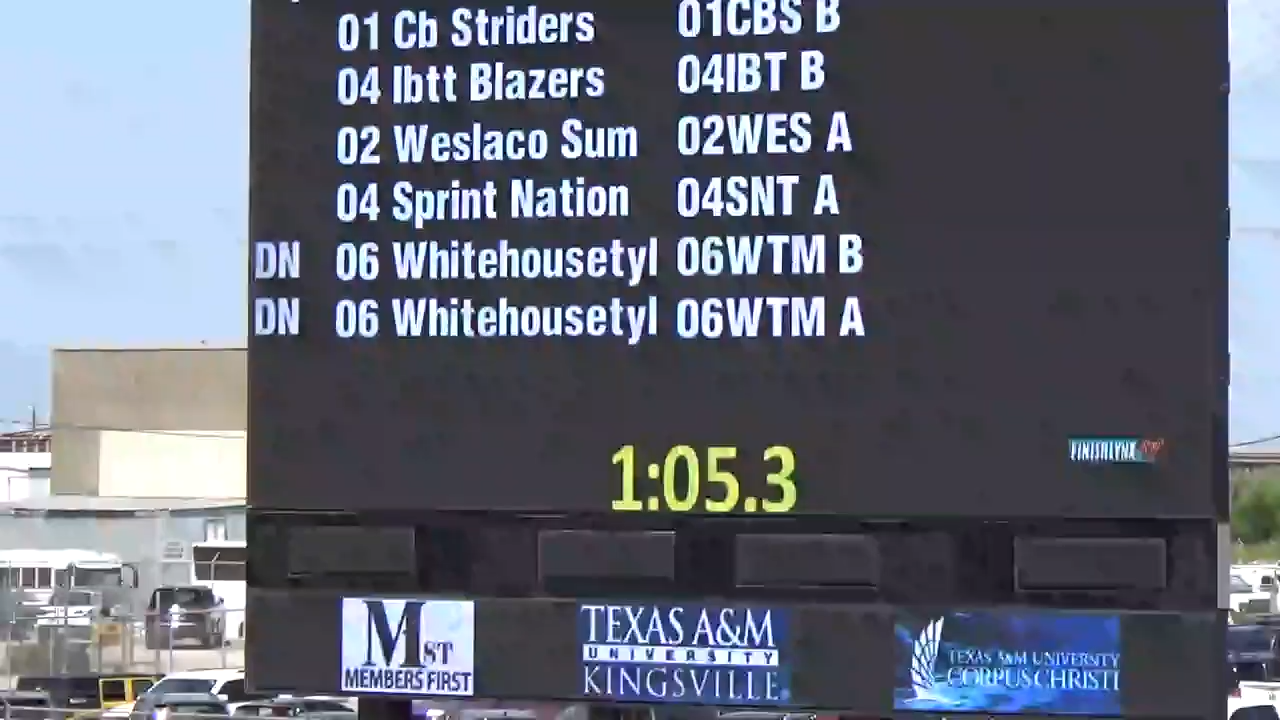 01 Cb Striders 01CBS B
04 Ibtt Blazers 04IBT B
02 Weslaco Sum 02WES A
04 Sprint Nation 04SNT A
DN 06 Whitehousetyl 06WTM B
DN 06 Whitehousetyl 06WTM A
1:05.3
FINISHLYNX
MST
MEMBERS FIRST
TEXAS A&M
UNIVERSITY
KINGSVILLE
TEXAS A&M UNIVERSITY
CORPUS CHRISTI